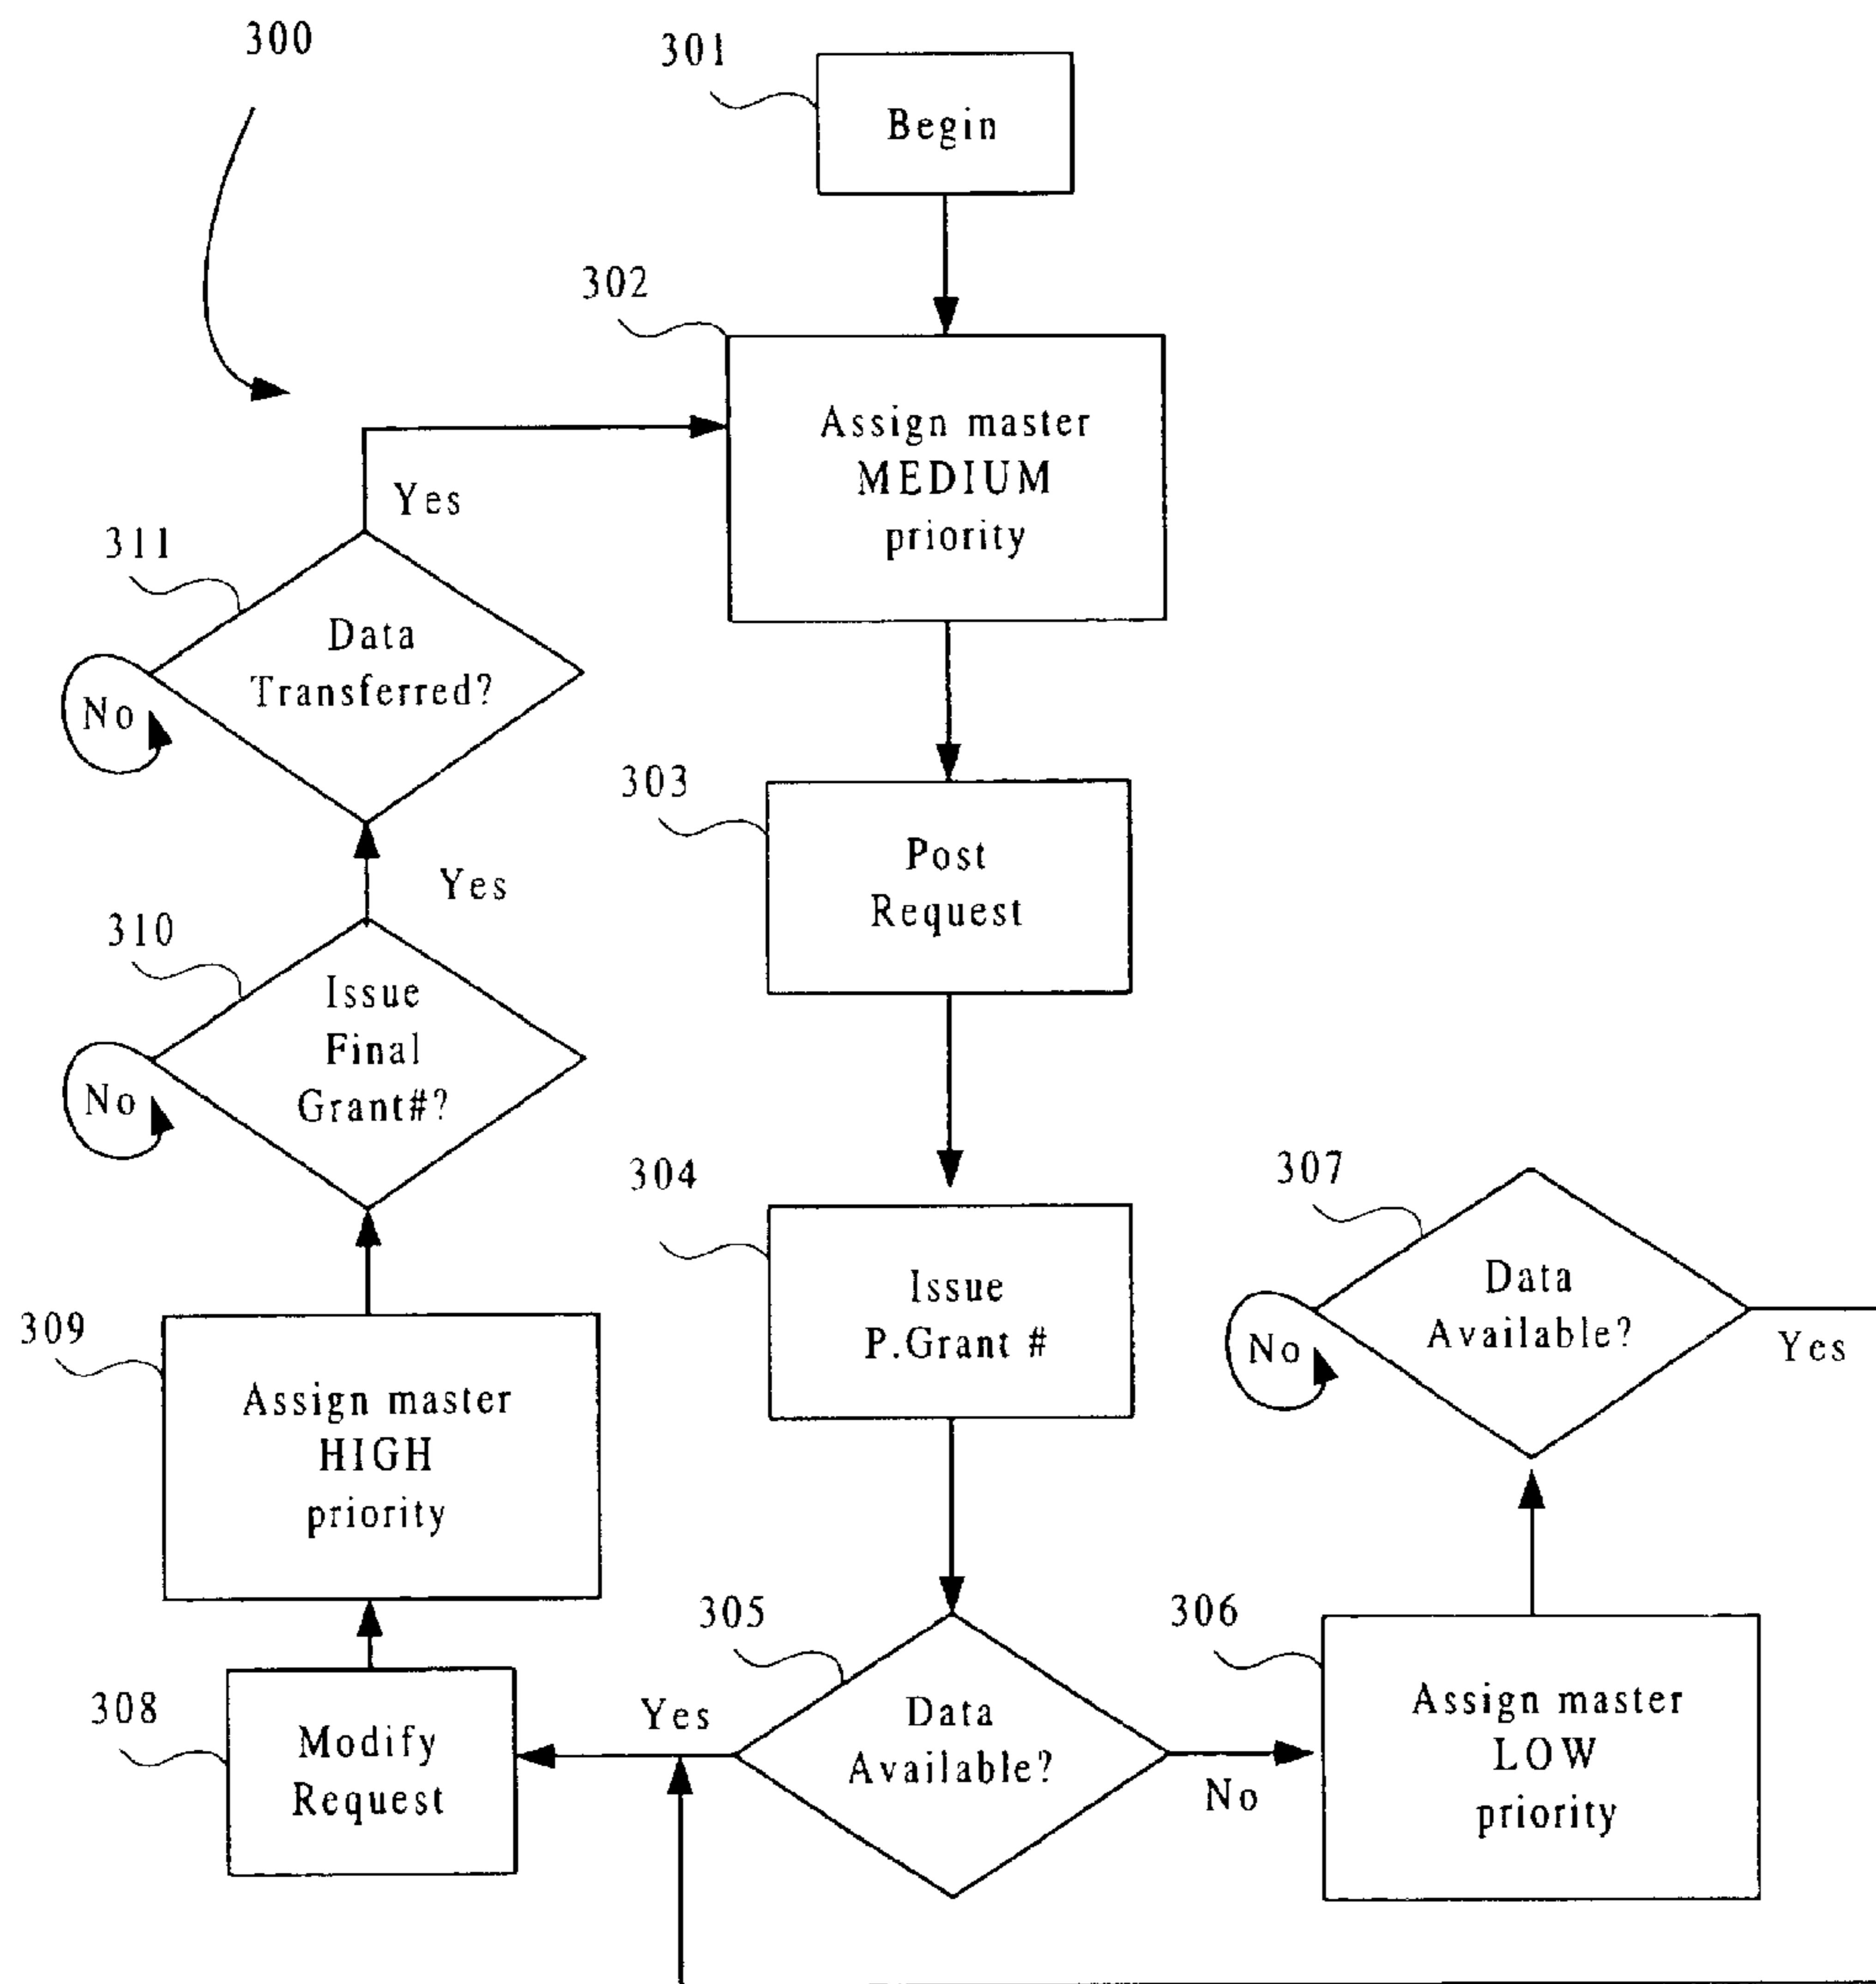 300
301
Begin
302
Assign master
MEDIUM
priority
Yes
311
Data
Transferred?
No
303
Post
Request
Yes
310
Issue
Final
Grant#?
No
304
Issue
P.Grant #
307
Data
Available?
No
Yes
309
Assign master
HIGH
priority
305
Data
Available?
Yes
No
306
Assign master
LOW
priority
308
Modify
Request